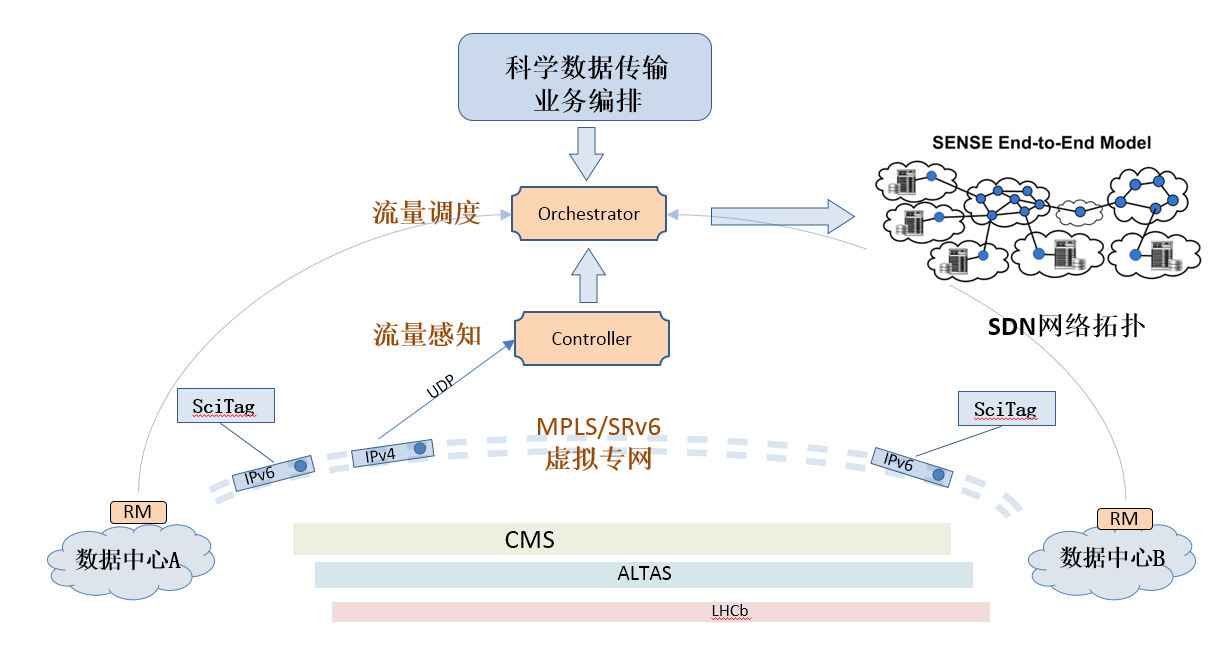 科学数据传输
业务编排
SENSE End-to-End Model
流量调度
Orchestrator
流量感知
Controller
SDN网络拓扑
UDP
SciTag
SciTag
MPLS/SRv6
虚拟专网
IPv6
IPv4
IPv6
RM
RM
数据中心A
数据中心B
CMS
ALTAS
LHCb